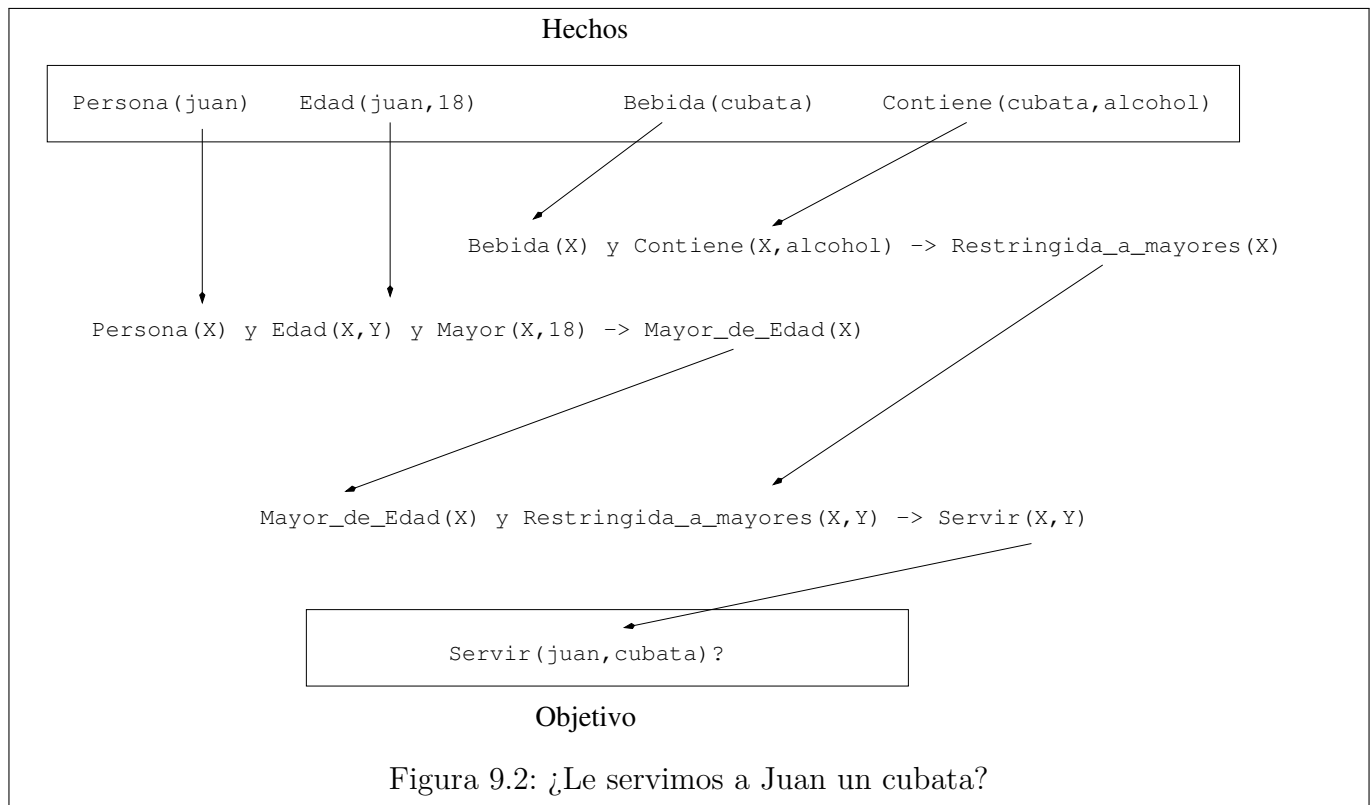 Hechos
Persona(juan) Edad(juan,18) Bebida(cubata) Contiene(cubata,alcohol)
Bebida(X) y Contiene(X,alcohol) -> Restringida_a_mayores(X)
Persona(X) y Edad(X,Y) y Mayor(X,18) -> Mayor_de_Edad(X)
Mayor_de_Edad(X) y Restringida_a_mayores(X,Y) -> Servir(X,Y)
Servir(juan,cubata)?
Objetivo
Figura 9.2: ¿Le servimos a Juan un cubata?